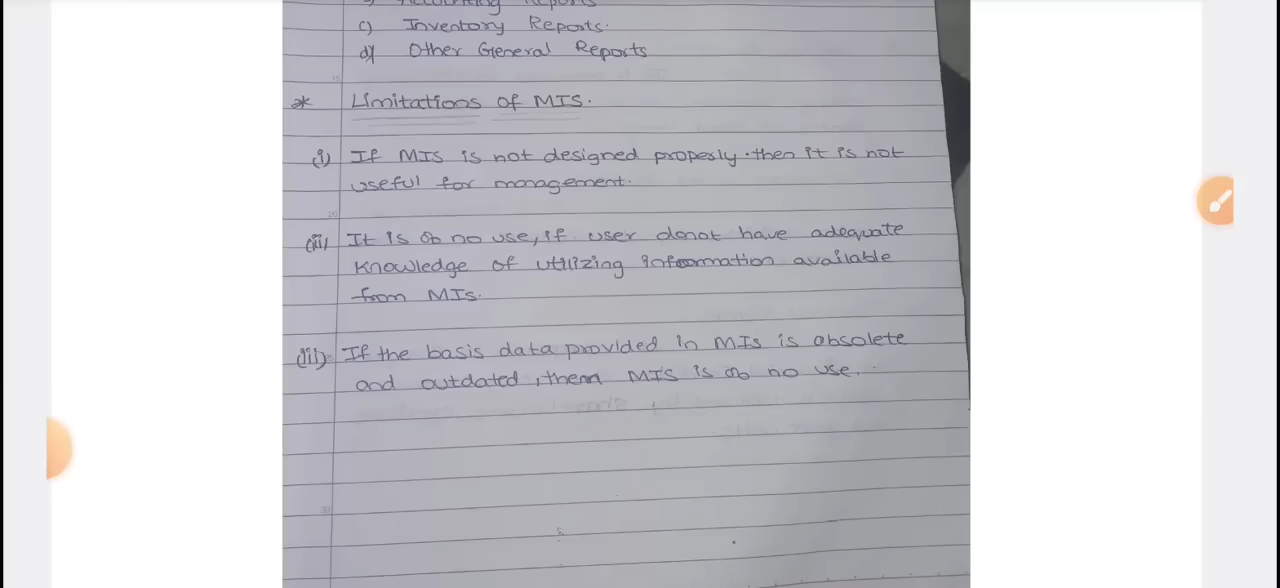 c) Inventory Reports.
d) Other General Reports
* Limitations of MIS.
(i) If MIS is not designed properly. then it is not
useful for management.
(ii) It is of no use, if user donot have adequate
knowledge of utilizing information available
from MIS.
(iii) If the basis data provided in MIS is absolete
and outdated, then MIS is of no use.